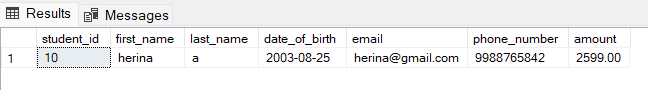 Results Messages
student_id first_name last_name date_of_birth email phone_number amount
1 10 herina a 2003-08-25 herina@gmail.com 9988765842 2599.00